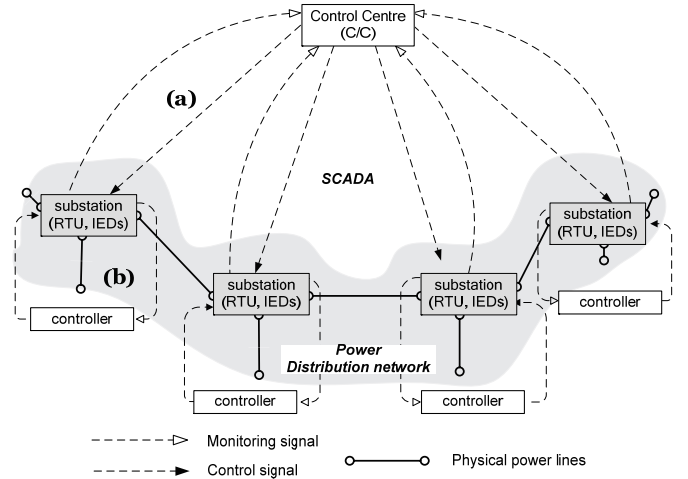 Control Centre
(C/C)
(a)
SCADA
substation
(RTU, IEDs)
substation
(RTU, IEDs)
(b)
substation
(RTU, IEDs)
substation
(RTU, IEDs)
controller
controller
Power
Distribution network
controller
controller
Monitoring signal
Control signal
Physical power lines